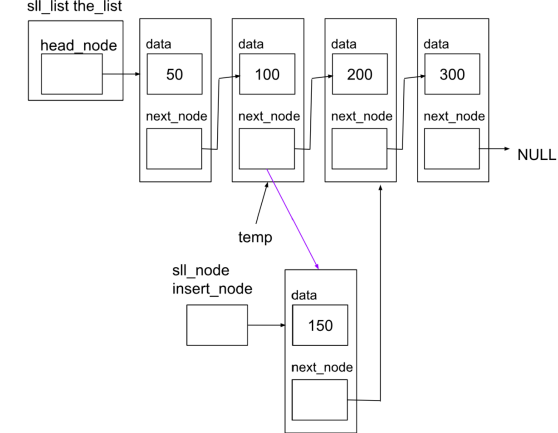 sll_list the_list
head_node
data
data
data
data
50
100
200
300
next_node
next_node
next_node
next_node
NULL
temp
sll_node
insert_node
data
150
next_node